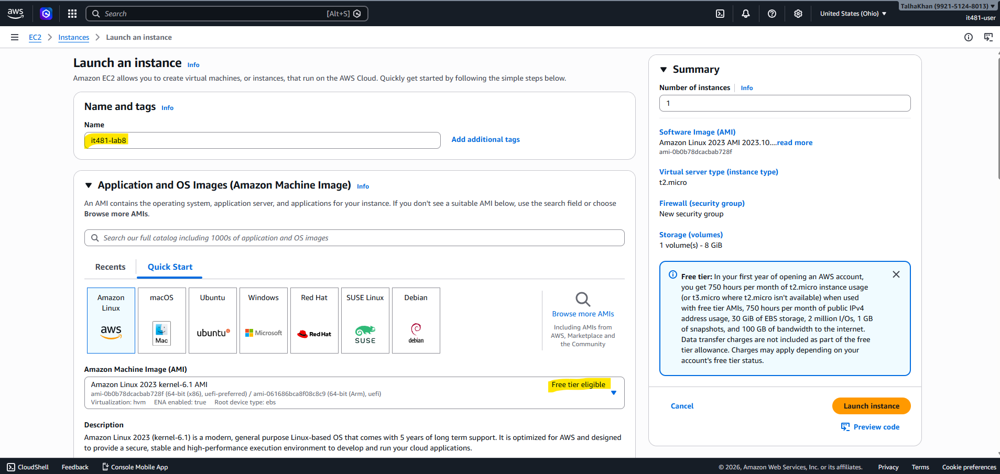 aws
Search
[Alt+S]
United States (Ohio)
TalhaKhan (9921-5124-8013)
it481-user
EC2
Instances
Launch an instance
Launch an instance
Info
Amazon EC2 allows you to create virtual machines, or instances, that run on the AWS Cloud. Quickly get started by following the simple steps below.
Name and tags
Info
Name
it481-lab8
Add additional tags
Application and OS Images (Amazon Machine Image)
Info
An AMI contains the operating system, application server, and applications for your instance. If you don't see a suitable AMI below, use the search field or choose
Browse more AMIs.
Search our full catalog including 1000s of application and OS images
Recents
Quick Start
Amazon
Linux
aws
macOS
Mac
Ubuntu
ubuntu
Windows
Microsoft
Red Hat
Red Hat
SUSE Linux
SUSE
Debian
debian
Browse more AMIs
Including AMIs from
AWS, Marketplace and
the Community
Amazon Machine Image (AMI)
Amazon Linux 2023 kernel-6.1 AMI
Free tier eligible
ami-0b0b78dcacbab728f (64-bit (x86), uefi-preferred) / ami-061686bca8f08c8c9 (64-bit (Arm), uefi)
Virtualization: hvm ENA enabled: true Root device type: ebs
Description
Amazon Linux 2023 (kernel-6.1) is a modern, general purpose Linux-based OS that comes with 5 years of long term support. It is optimized for AWS and designed
to provide a secure, stable and high-performance execution environment to develop and run your cloud applications.
Summary
Number of instances
Info
1
Software Image (AMI)
Amazon Linux 2023 AMI 2023.10....read more
ami-0b0b78dcacbab728f
Virtual server type (instance type)
t2.micro
Firewall (security group)
New security group
Storage (volumes)
1 volume(s) - 8 GiB
Free tier: In your first year of opening an AWS account,
you get 750 hours per month of t2.micro instance usage
(or t3.micro where t2.micro isn't available) when used
with free tier AMIs, 750 hours per month of public IPv4
address usage, 30 GiB of EBS storage, 2 million I/Os, 1 GB
of snapshots, and 100 GB of bandwidth to the internet.
Data transfer charges are not included as part of the free
tier allowance. Charges may apply depending on your
account's free tier status.
Cancel
Launch instance
Preview code
CloudShell
Feedback
Console Mobile App
© 2026, Amazon Web Services, Inc. or its affiliates.
Privacy
Terms
Cookie preferences